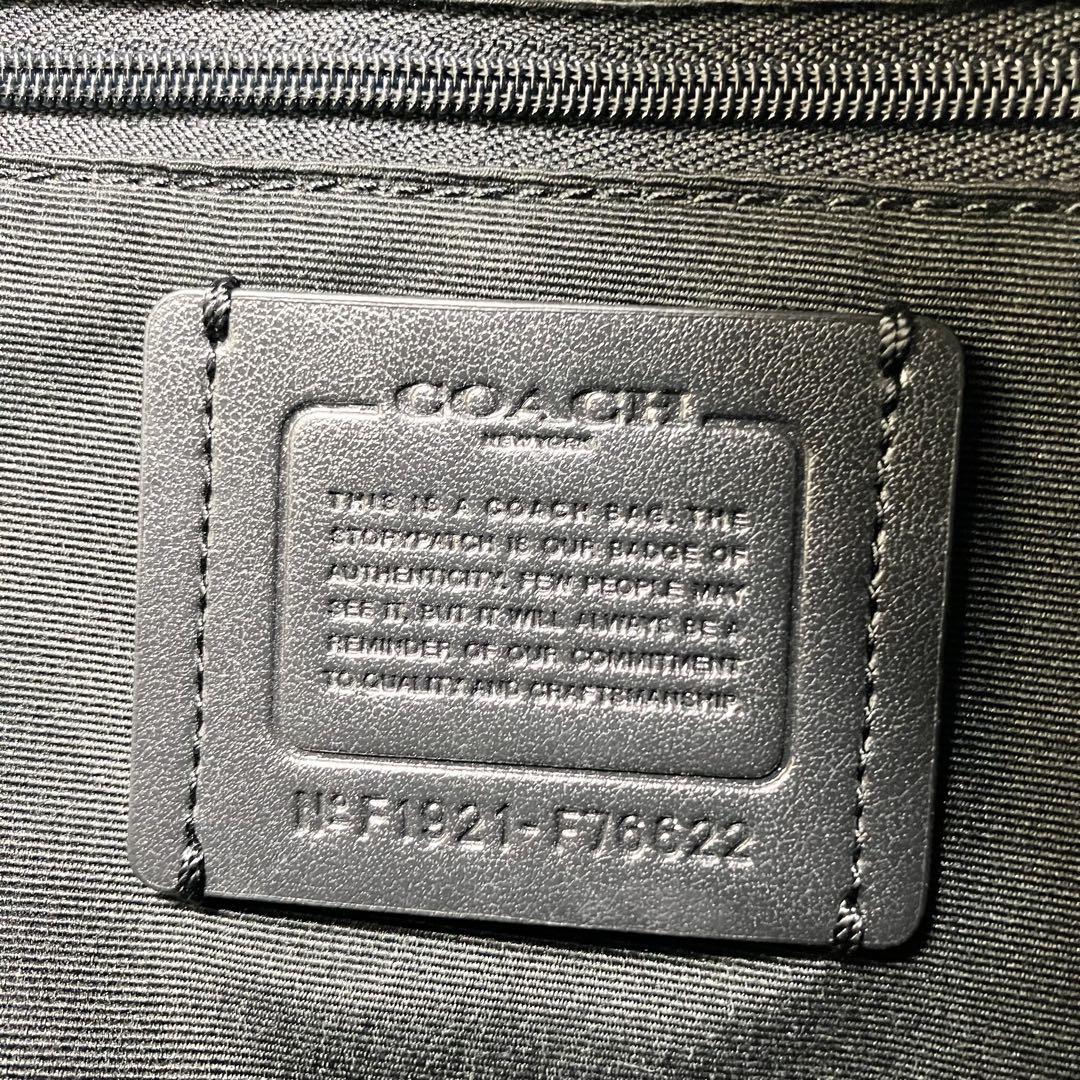 COACH
NEW YORK
THIS IS A COACH BAG. THE
STORYPATCH IS OUR BADGE OF
AUTHENTICITY. FEW PEOPLE MAY
SEE IT, BUT IT WILL ALWAYS BE A
REMINDER OF OUR COMMITMENT
TO QUALITY AND CRAFTSMANSHIP.
Nº F1921-F76622